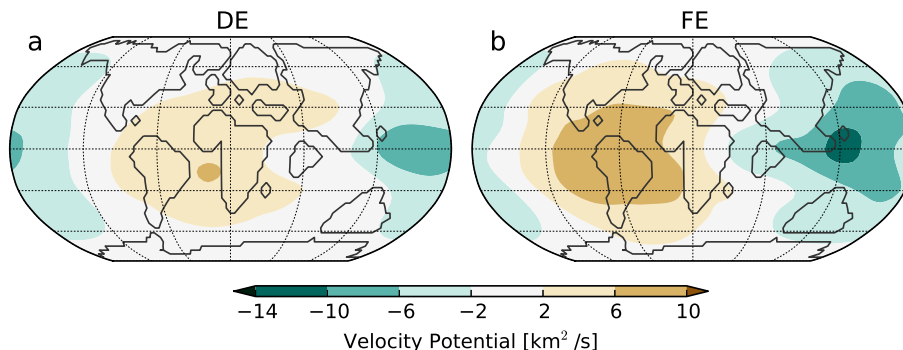 DE
FE
a
b
−14 −10 −6 −2 2 6 10
Velocity Potential [km² /s]